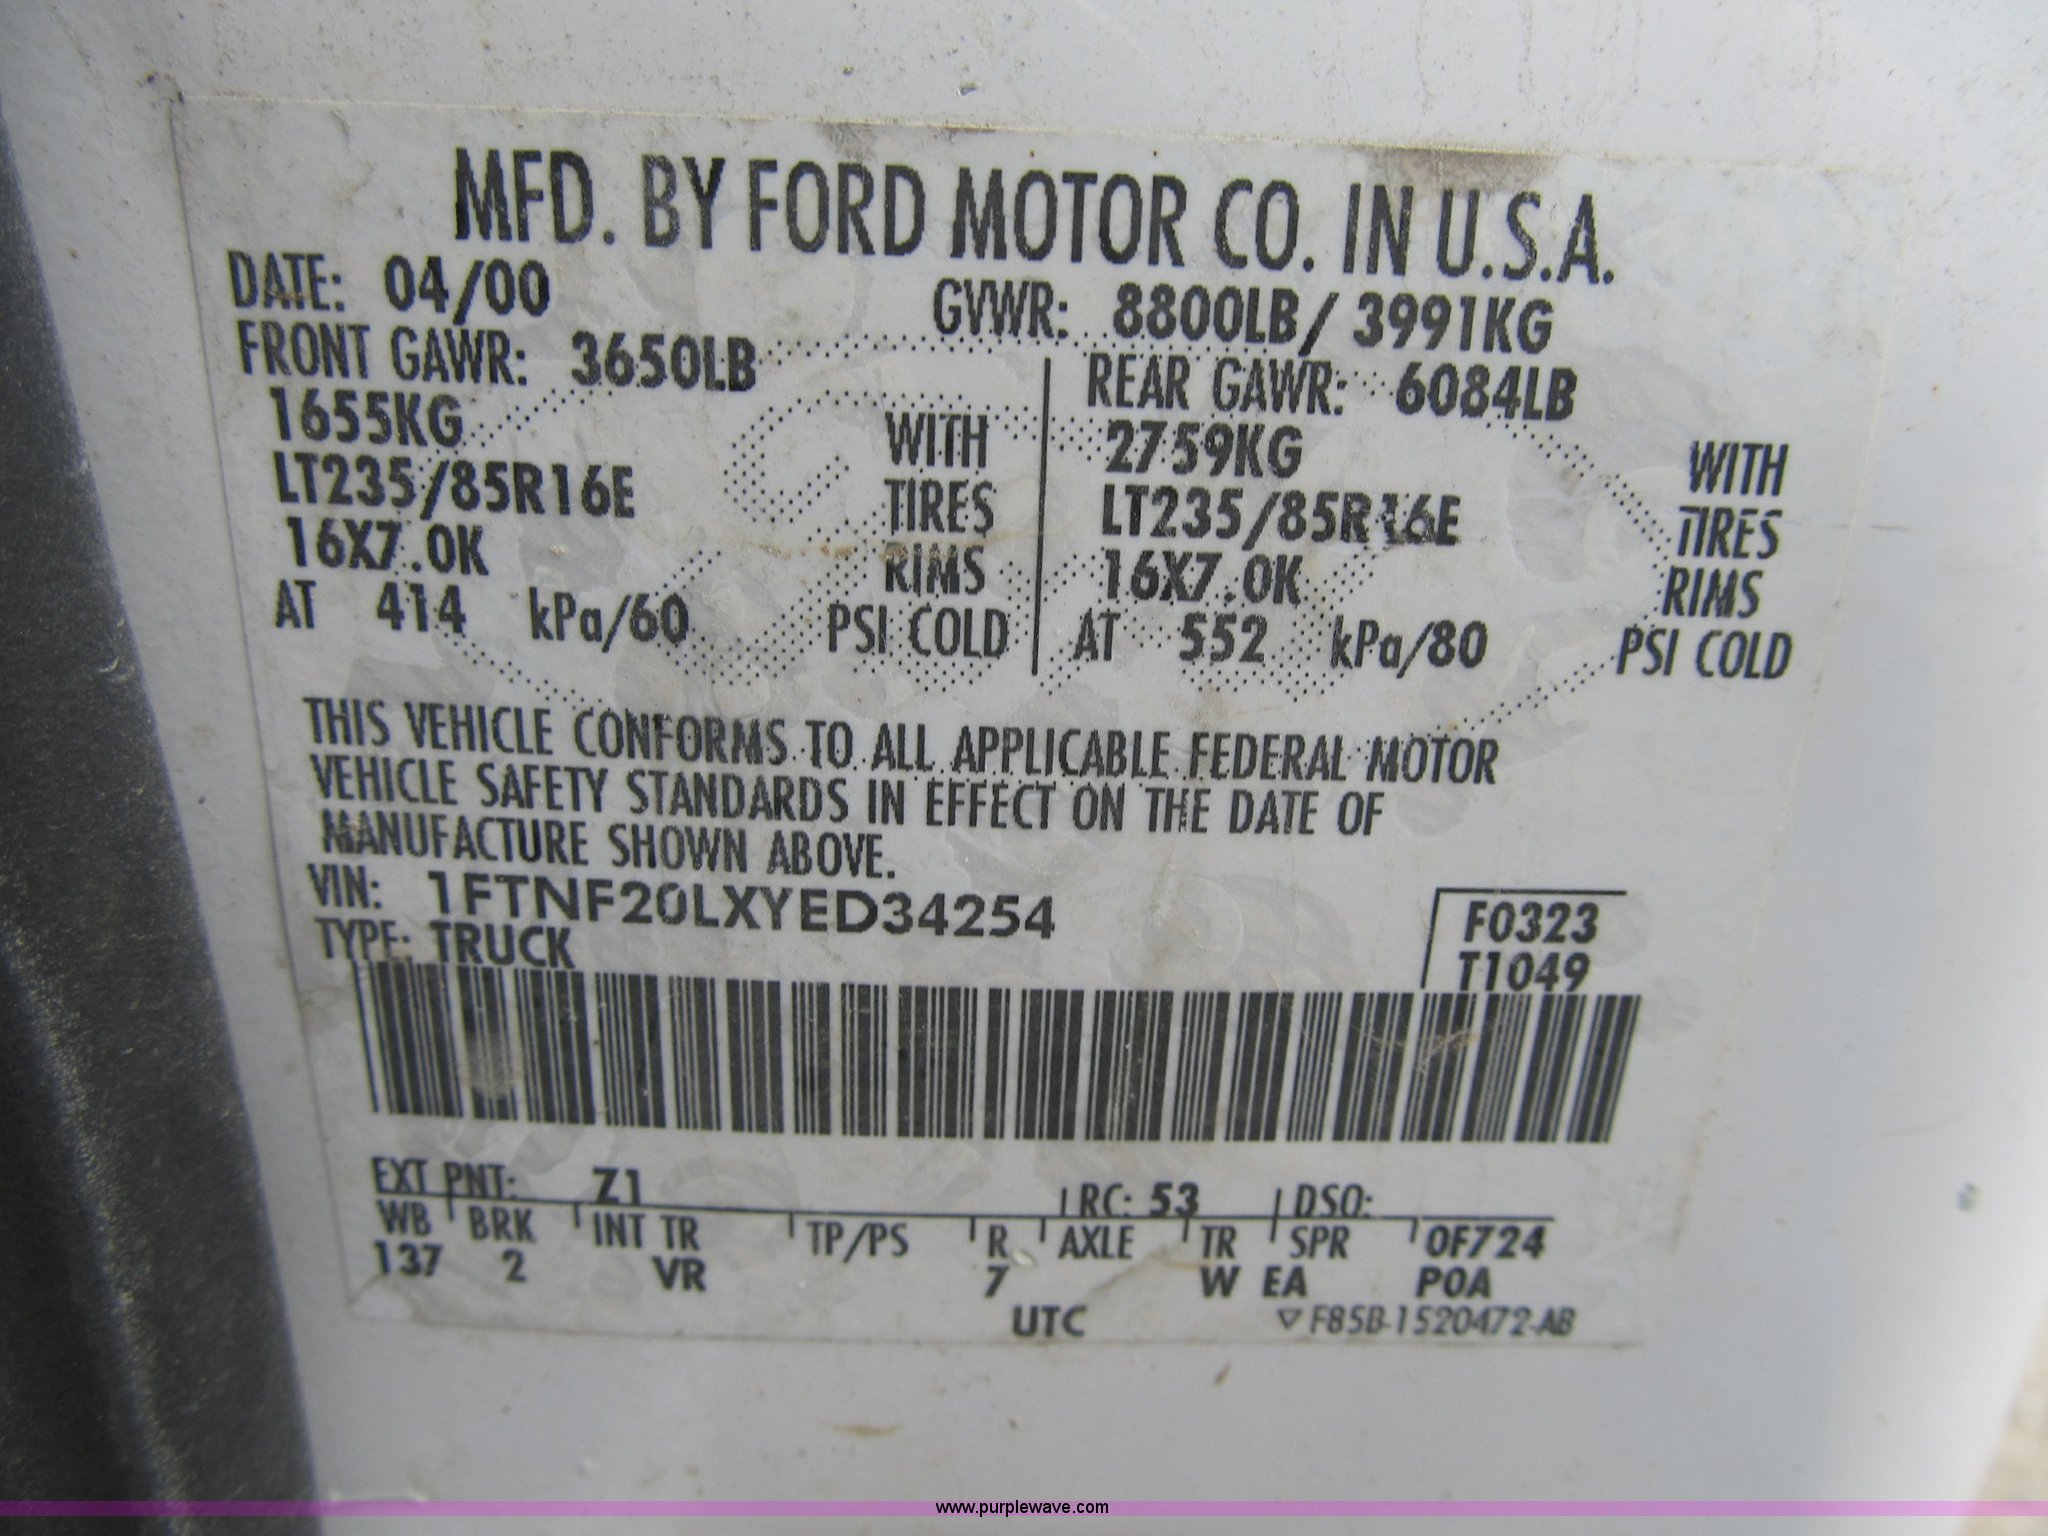 MFD. BY FORD MOTOR CO. IN U.S.A.
DATE: 04/00 GVWR: 8800LB/ 3991KG
FRONT GAWR: 3650LB REAR GAWR: 6084LB
1655KG WITH 2759KG WITH
LT235/85R16E TIRES LT235/85R16E TIRES
16X7.0K RIMS 16X7.0K RIMS
AT 414 kPa/60 PSI COLD AT 552 kPa/80 PSI COLD
THIS VEHICLE CONFORMS TO ALL APPLICABLE FEDERAL MOTOR
VEHICLE SAFETY STANDARDS IN EFFECT ON THE DATE OF
MANUFACTURE SHOWN ABOVE.
VIN: 1FTNF20LXYED34254 F0323
TYPE: TRUCK T1049
EXT PNT: Z1 RC: 53 DSO:
WB BRK INT TR TP/PS R AXLE TR SPR 0F724
137 2 VR 7 W EA P0A
UTC ▽ F85B-1520472-AB
www.purplewave.com